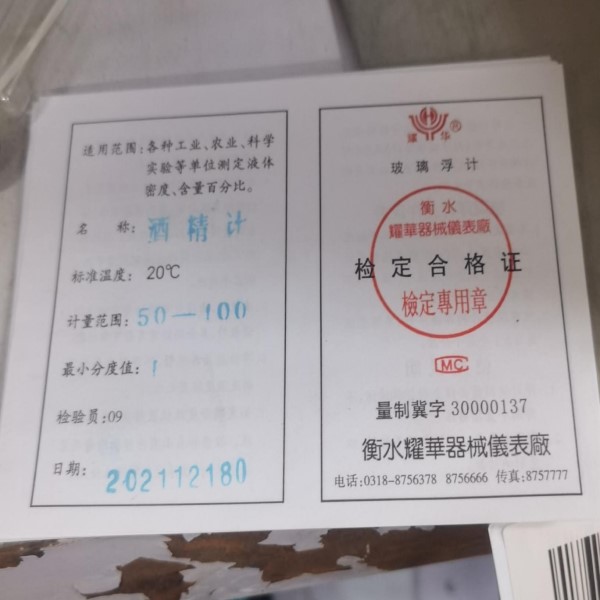 适用范围:各种工业、农业、科学
实验等单位测定液体
密度、含量百分比。
名 称: 酒精计
标准温度: 20℃
计量范围: 50—100
最小分度值: 1
检验员:09
日期: 202112180
耀华®
玻璃浮计
衡水
耀華器械儀表廠
检定合格证
檢定專用章
MC
量制冀字 30000137
衡水耀華器械儀表廠
电话:0318-8756378 8756666 传真:8757777